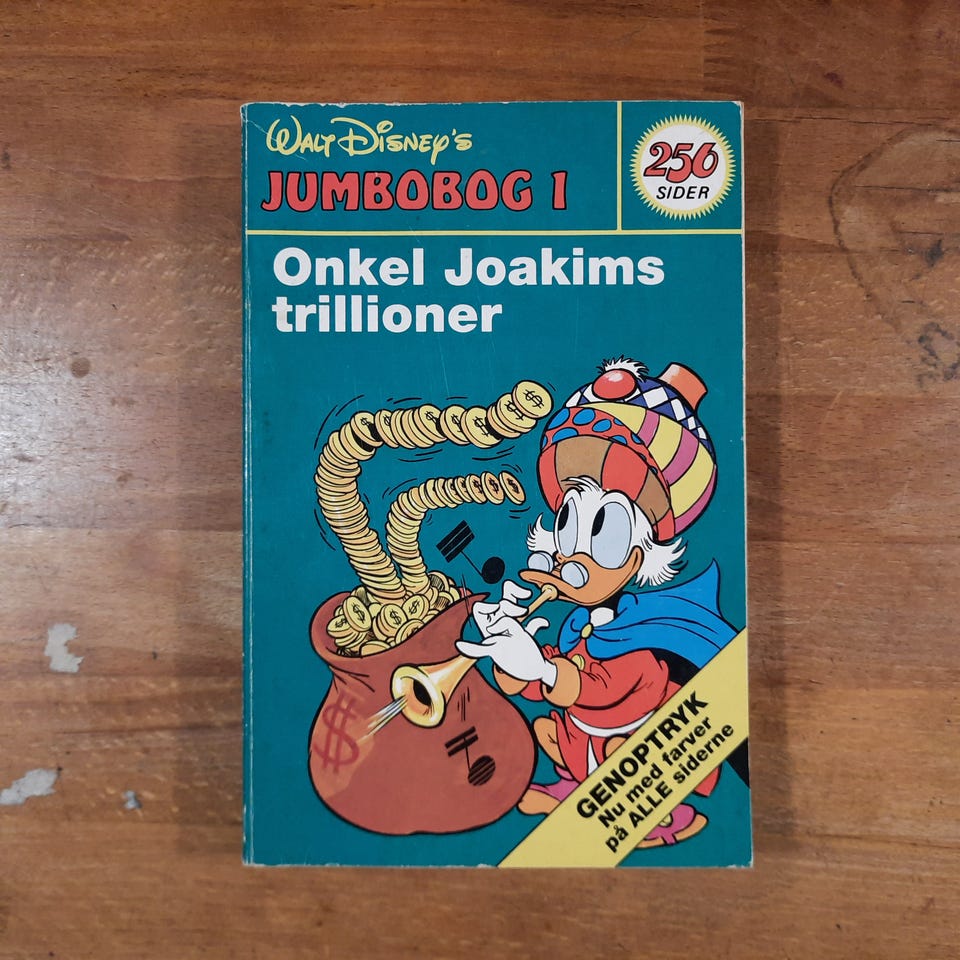 Walt Disney's
JUMBOBOG 1
256
SIDER
Onkel Joakims
trillioner
GENOPTRYK
Nu med farver
på ALLE siderne